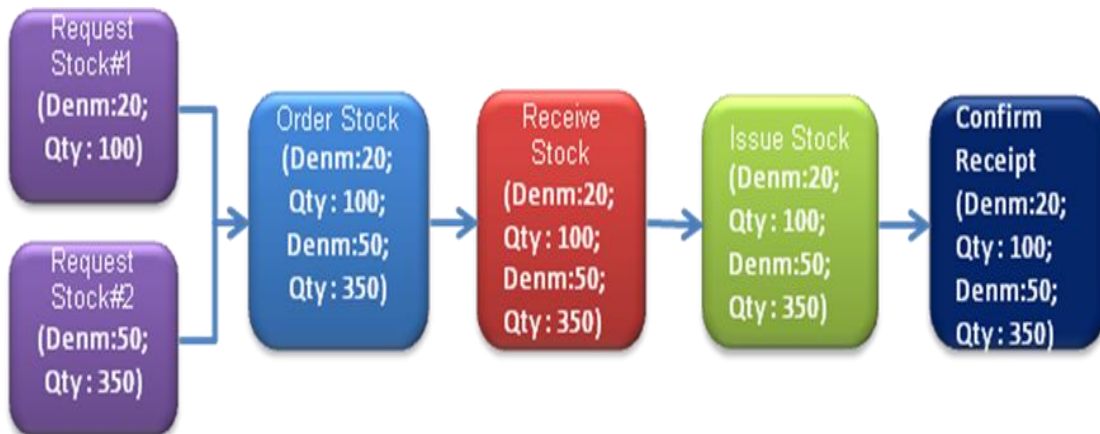 Request
Stock#1
(Denm:20;
Qty : 100)
Request
Stock#2
(Denm:50;
Qty : 350)
Order Stock
(Denm:20;
Qty : 100;
Denm:50;
Qty : 350)
Receive
Stock
(Denm:20;
Qty : 100;
Denm:50;
Qty : 350)
Issue Stock
(Denm:20;
Qty : 100;
Denm:50;
Qty : 350)
Confirm
Receipt
(Denm:20;
Qty : 100;
Denm:50;
Qty : 350)